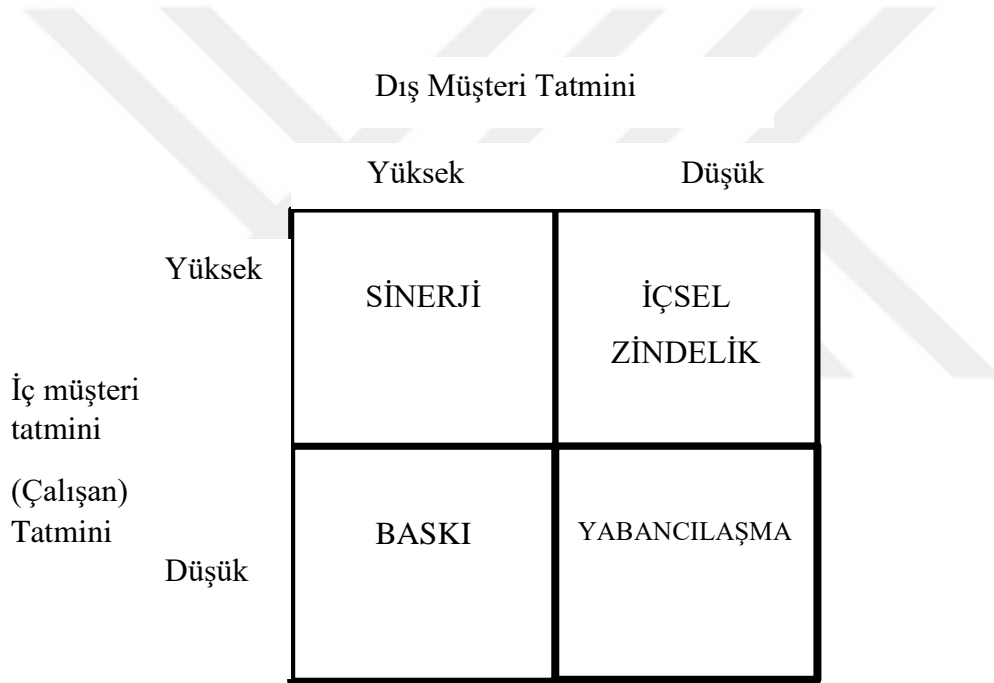 Dış Müşteri Tatmini
Yüksek Düşük
Yüksek
SİNERJİ İÇSEL
ZİNDELİK
İç müşteri
tatmini
(Çalışan)
Tatmini
BASKI YABANCILAŞMA
Düşük